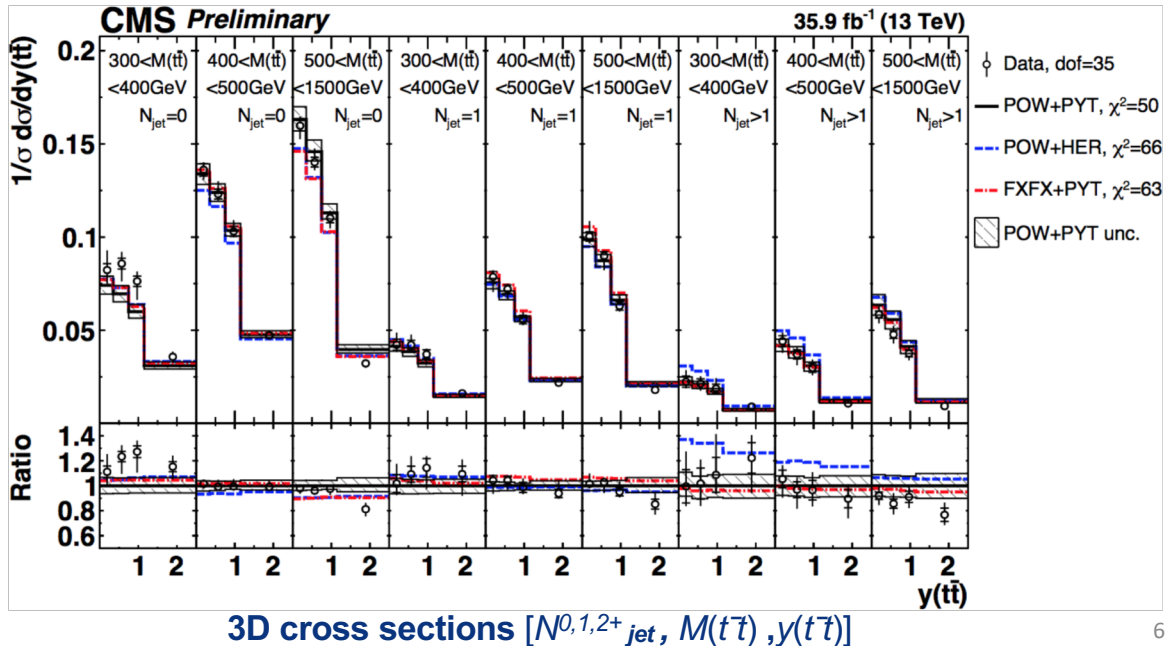 CMS Preliminary 35.9 fb⁻¹ (13 TeV)
1/σ dσ/dy(tt̄)
0.2
0.15
0.1
0.05
300<M(tt̄)
<400GeV
N_jet=0
400<M(tt̄)
<500GeV
N_jet=0
500<M(tt̄)
<1500GeV
N_jet=0
300<M(tt̄)
<400GeV
N_jet=1
400<M(tt̄)
<500GeV
N_jet=1
500<M(tt̄)
<1500GeV
N_jet=1
300<M(tt̄)
<400GeV
N_jet>1
400<M(tt̄)
<500GeV
N_jet>1
500<M(tt̄)
<1500GeV
N_jet>1
Data, dof=35
POW+PYT, χ²=50
POW+HER, χ²=66
FXFX+PYT, χ²=63
POW+PYT unc.
Ratio
1.4
1.2
1
0.8
0.6
1 2 1 2 1 2 1 2 1 2 1 2 1 2 1 2 1 2
y(tt̄)
3D cross sections [N^0,1,2+ jet, M(t¯t) ,y(t¯t)]
6